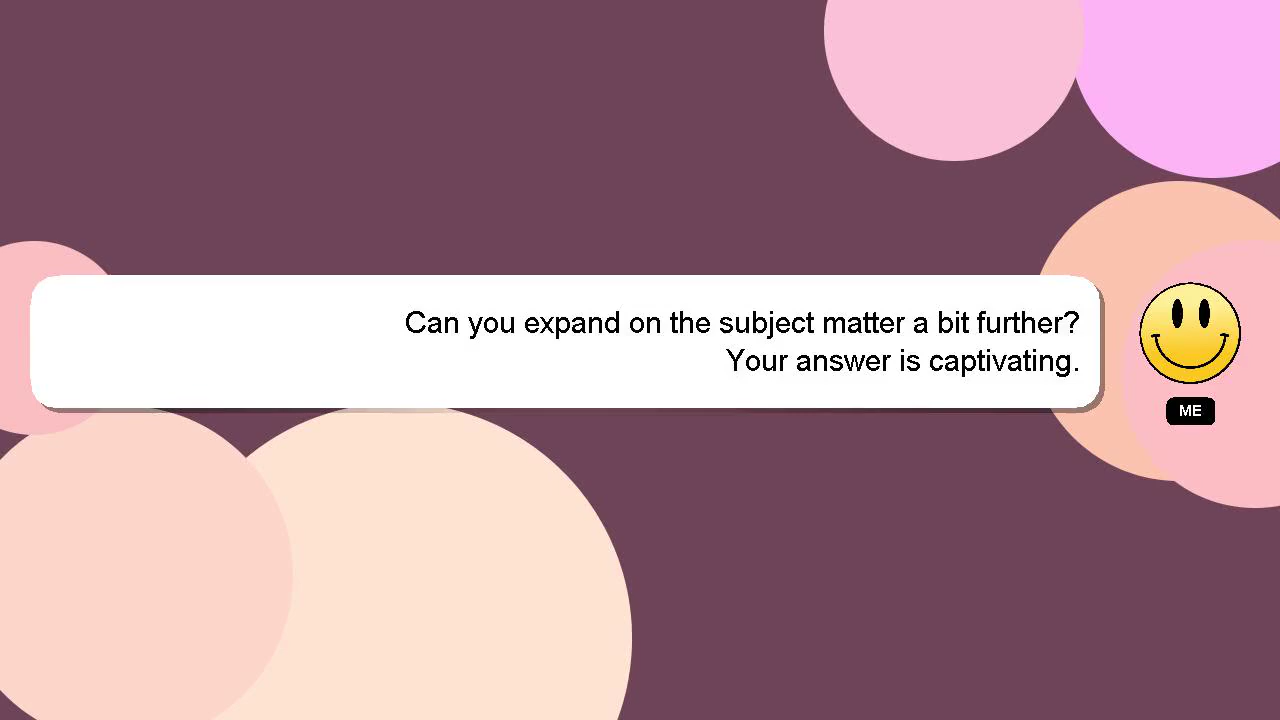 Can you expand on the subject matter a bit further?
Your answer is captivating.
ME